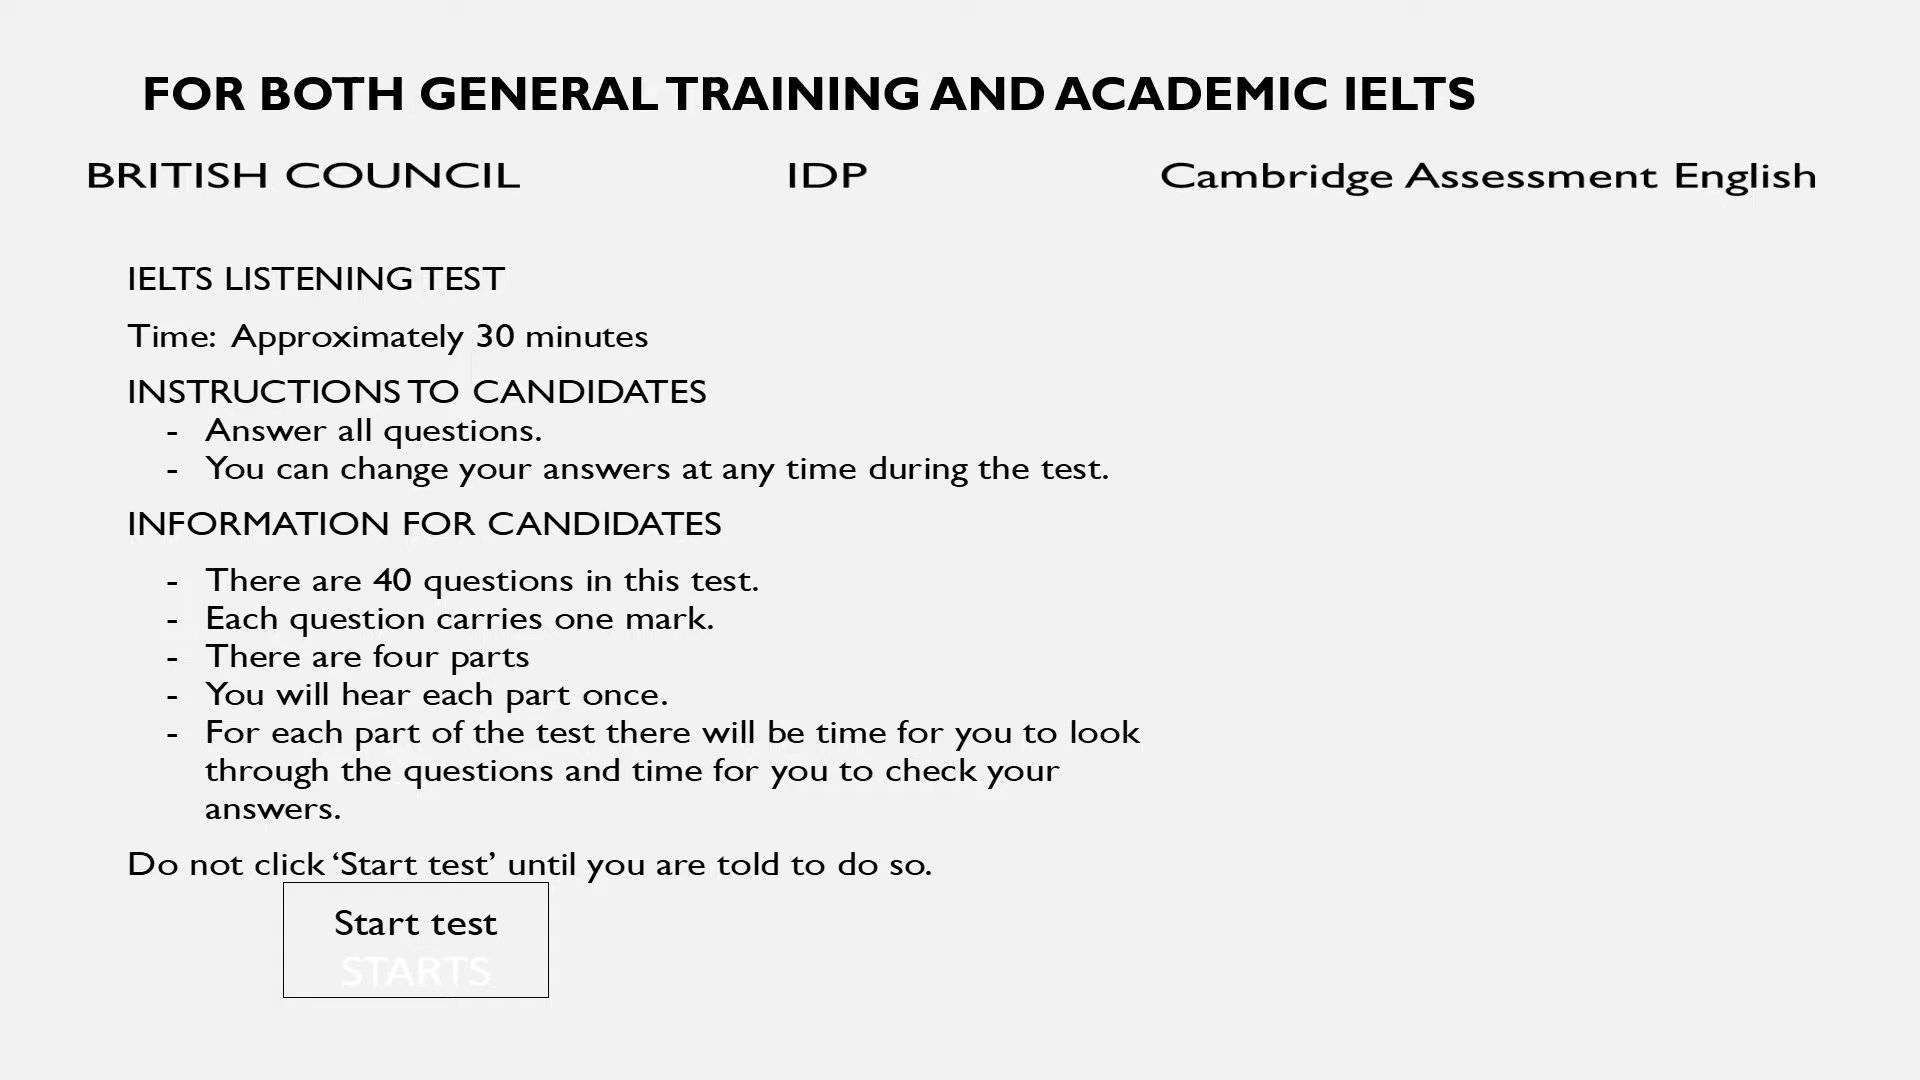 FOR BOTH GENERAL TRAINING AND ACADEMIC IELTS
BRITISH COUNCIL IDP Cambridge Assessment English
IELTS LISTENING TEST
Time: Approximately 30 minutes
INSTRUCTIONS TO CANDIDATES
- Answer all questions.
- You can change your answers at any time during the test.
INFORMATION FOR CANDIDATES
- There are 40 questions in this test.
- Each question carries one mark.
- There are four parts
- You will hear each part once.
- For each part of the test there will be time for you to look
through the questions and time for you to check your
answers.
Do not click ‘Start test’ until you are told to do so.
Start test
STARTS